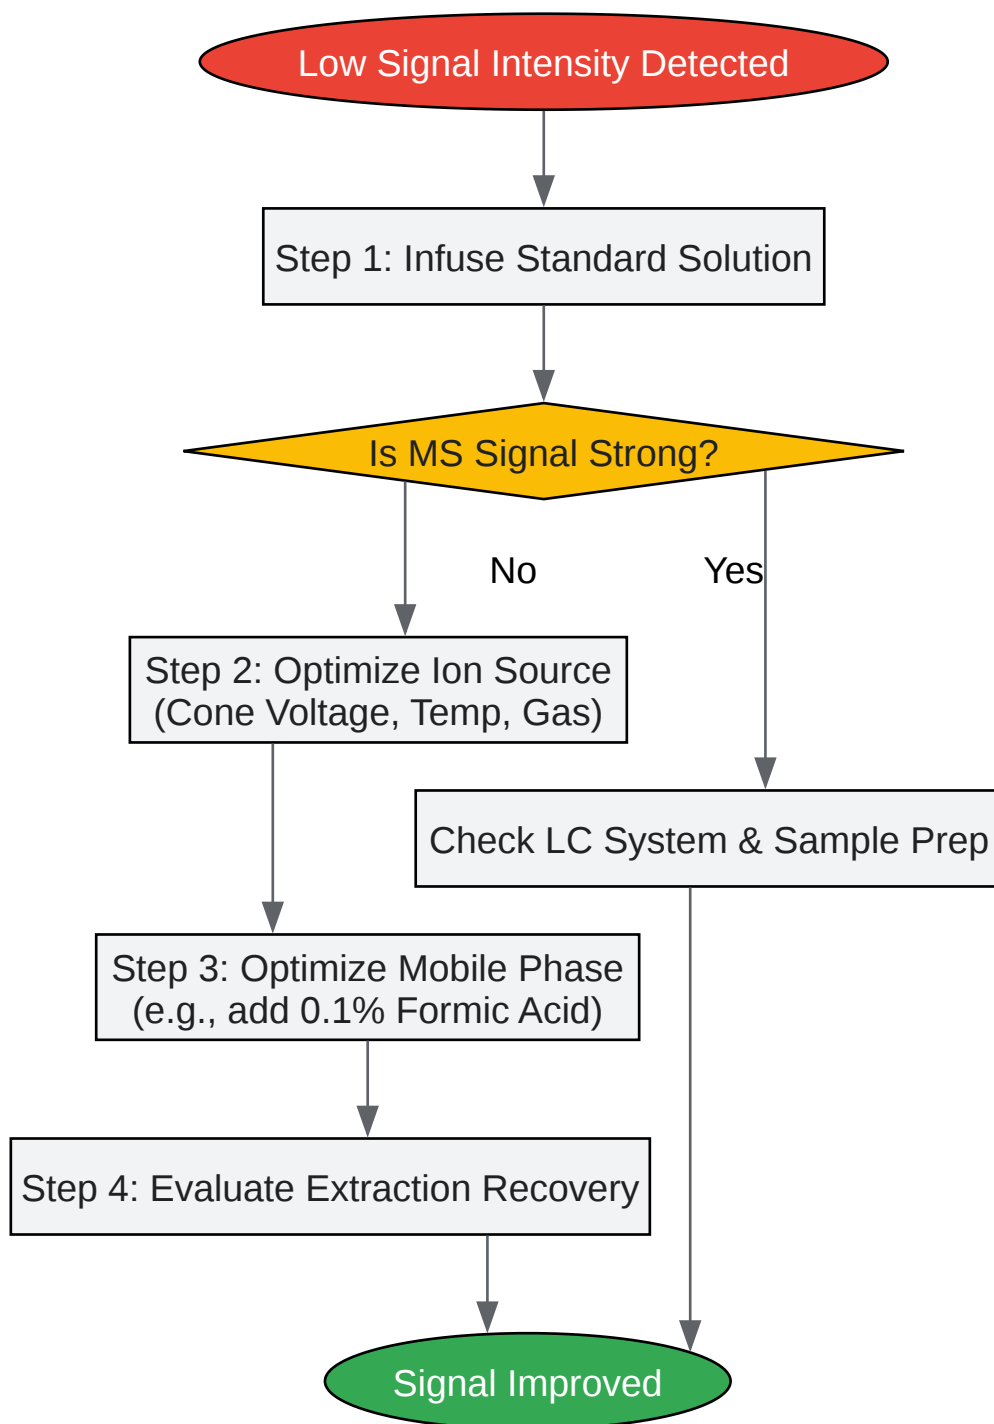 Low Signal Intensity Detected
Step 1: Infuse Standard Solution
Is MS Signal Strong?
No
Yes
Step 2: Optimize Ion Source
(Cone Voltage, Temp, Gas)
Check LC System & Sample Prep
Step 3: Optimize Mobile Phase
(e.g., add 0.1% Formic Acid)
Step 4: Evaluate Extraction Recovery
Signal Improved